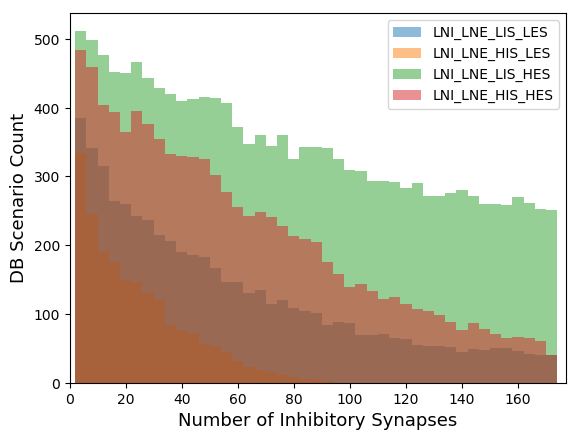 LNI_LNE_LIS_LES
LNI_LNE_HIS_LES
LNI_LNE_LIS_HES
LNI_LNE_HIS_HES
DB Scenario Count
500
400
300
200
100
0
0 20 40 60 80 100 120 140 160
Number of Inhibitory Synapses